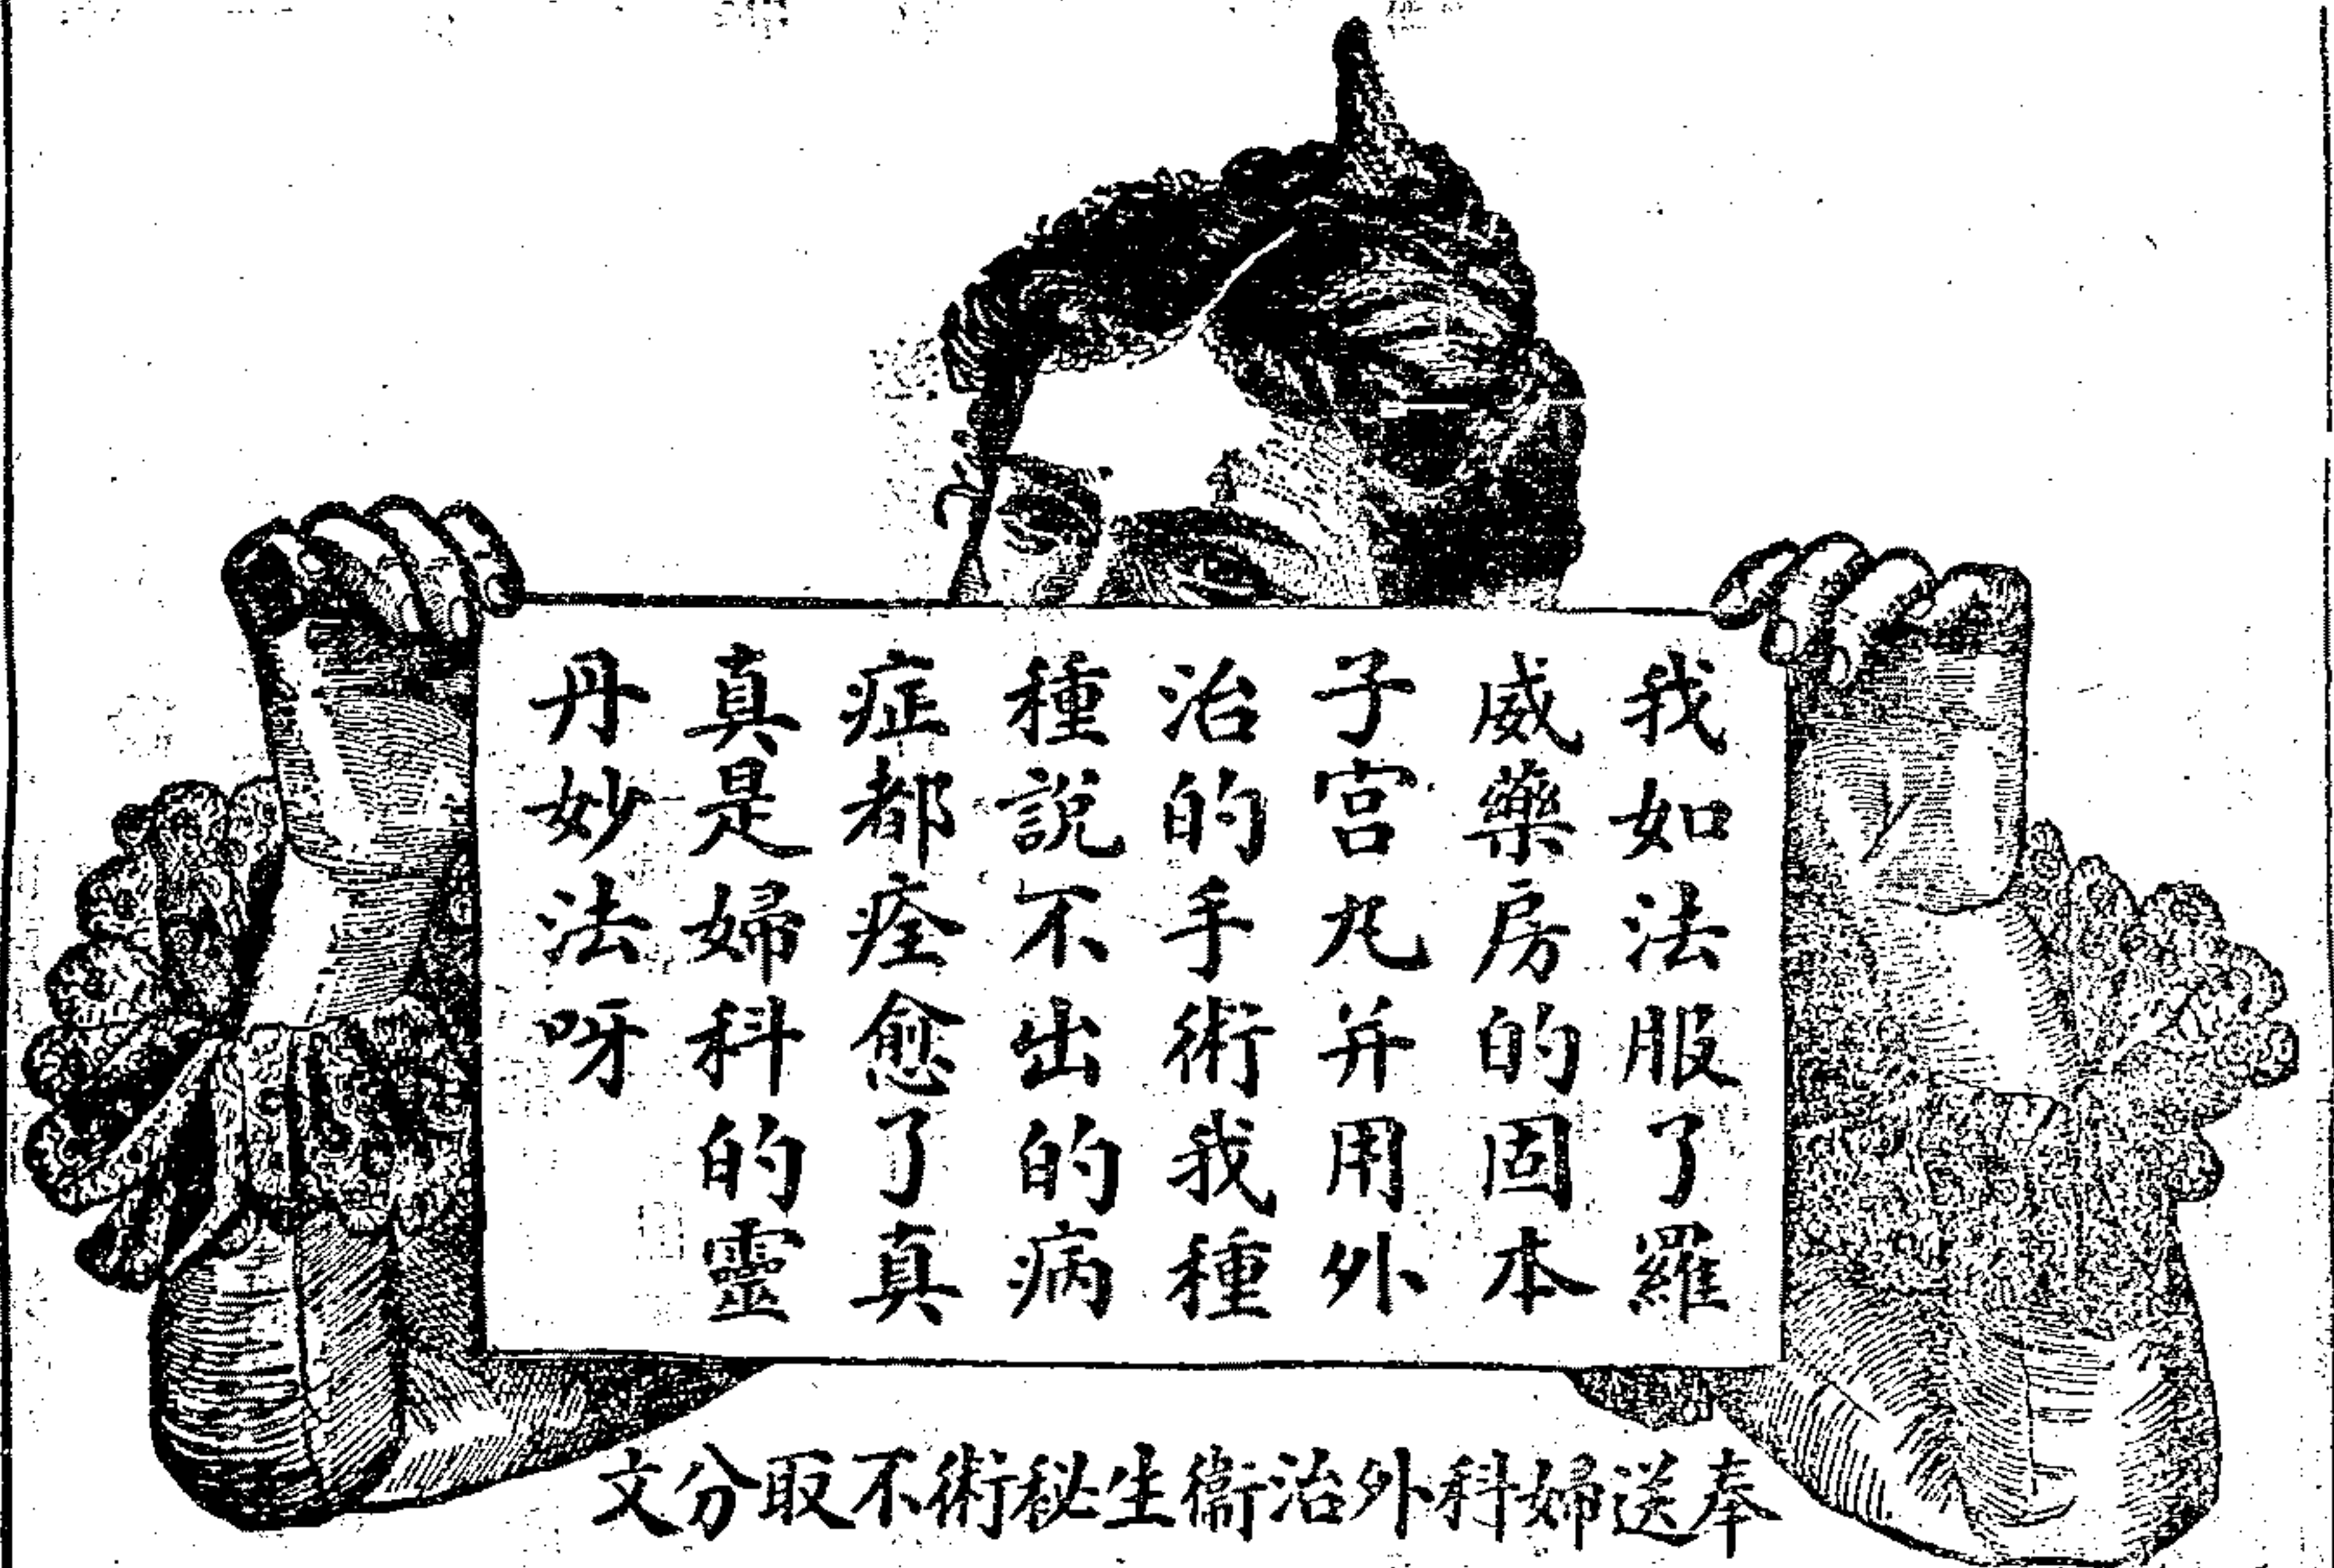 我如法服了羅
威藥房的固本
子宮丸并用外
治的手術我種
種說不出的病
症都痊愈了真
真是婦科的靈
丹妙法呀
奉送婦科外治衞生秘術不取分文